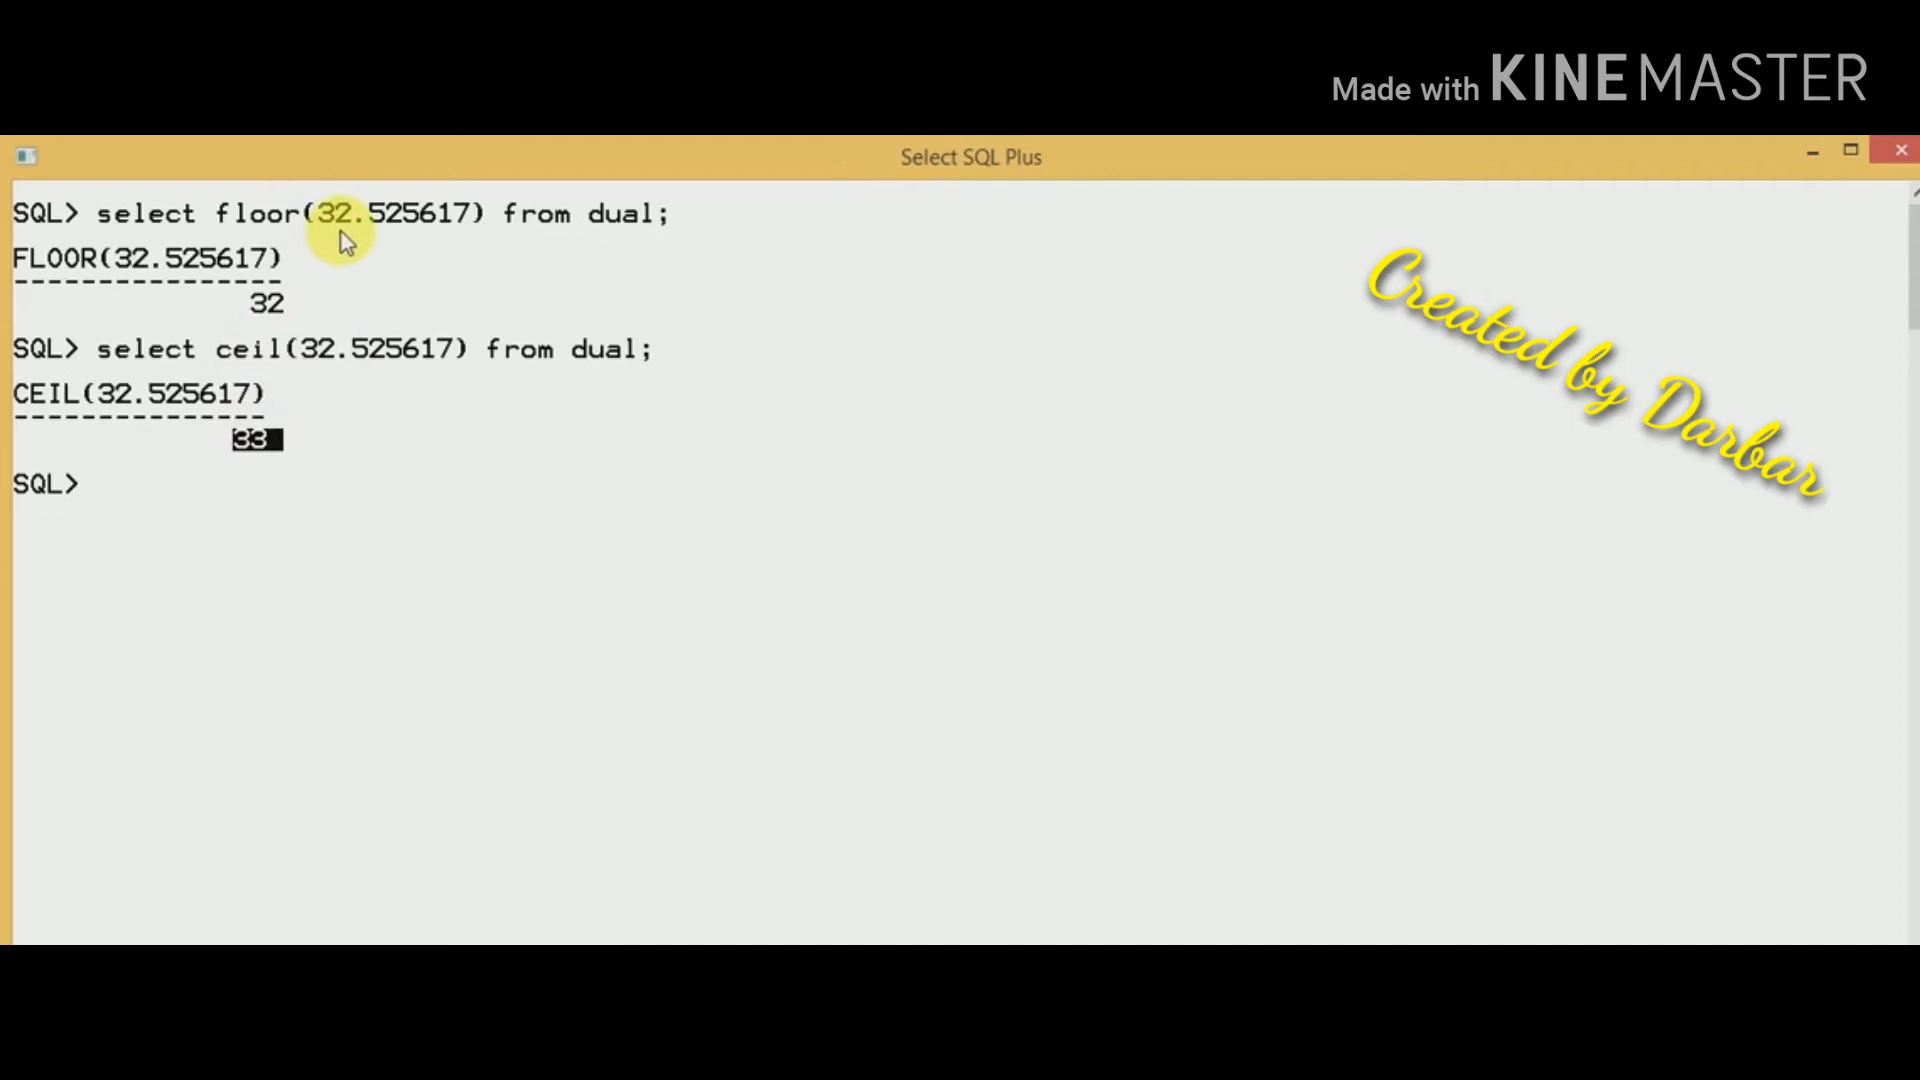 Made with KINEMASTER
Select SQL Plus
SQL> select floor(32.525617) from dual;
FLOOR(32.525617)
----------------
32
SQL> select ceil(32.525617) from dual;
CEIL(32.525617)
---------------
33
SQL>
Created by Darbar